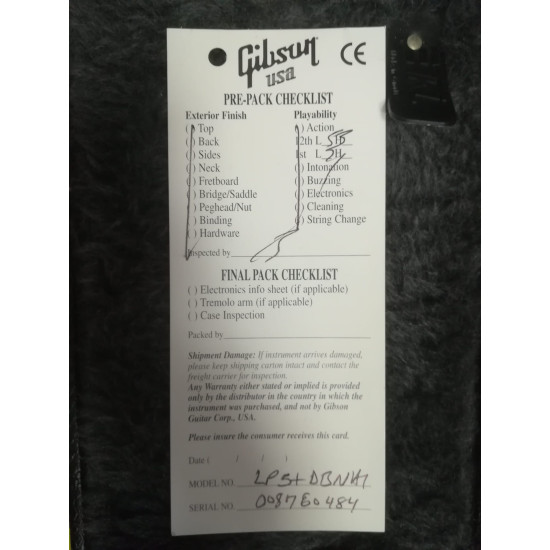 Gibson
usa
CE
PRE-PACK CHECKLIST
Exterior Finish
( ) Top
( ) Back
( ) Sides
( ) Neck
( ) Fretboard
( ) Bridge/Saddle
( ) Peghead/Nut
( ) Binding
( ) Hardware
Playability
( ) Action
12th L
1st L
( ) Intonation
( ) Buzzing
( ) Electronics
( ) Cleaning
( ) String Change
Inspected by
FINAL PACK CHECKLIST
( ) Electronics info sheet (if applicable)
( ) Tremolo arm (if applicable)
( ) Case Inspection
Packed by
Shipment Damage: If instrument arrives damaged,
please keep shipping carton intact and contact the
freight carrier for inspection.
Any Warranty either stated or implied is provided
only by the distributor in the country in which the
instrument was purchased, and not by Gibson
Guitar Corp., USA.
Please insure the consumer receives this card.
Date ( / / )
MODEL NO. LPS+DBNH1
SERIAL NO. 008760484